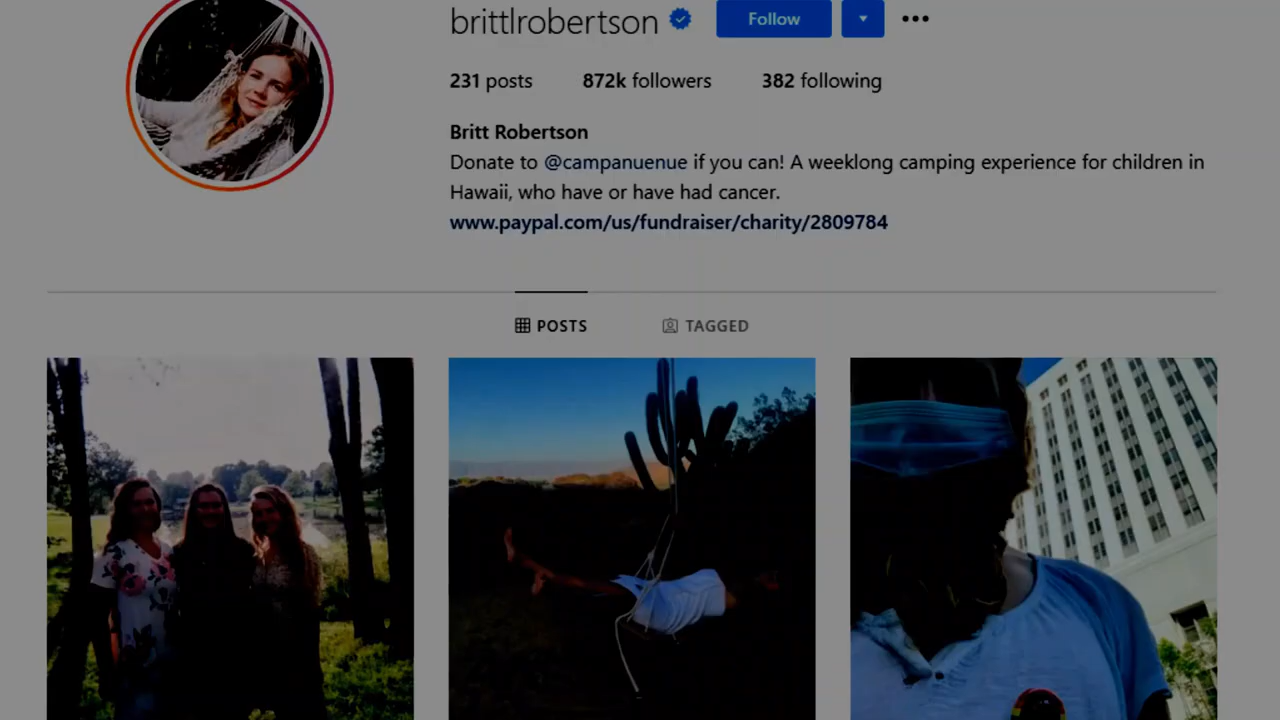 brittlrobertson
Follow
231 posts 872k followers 382 following
Britt Robertson
Donate to @campanuenue if you can! A weeklong camping experience for children in
Hawaii, who have or have had cancer.
www.paypal.com/us/fundraiser/charity/2809784
POSTS TAGGED